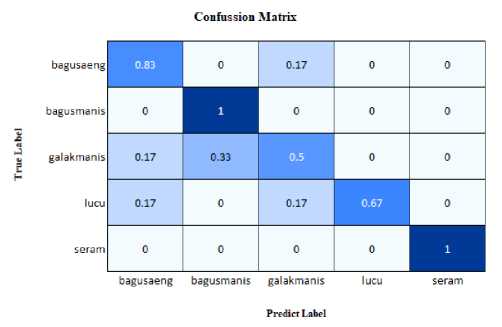 Confussion Matrix
True Label
bagusaeng 0.83 0 0.17 0 0
bagusmanis 0 1 0 0 0
galakmanis 0.17 0.33 0.5 0 0
lucu 0.17 0 0.17 0.67 0
seram 0 0 0 0 1
bagusaeng bagusmanis galakmanis lucu seram
Predict Label